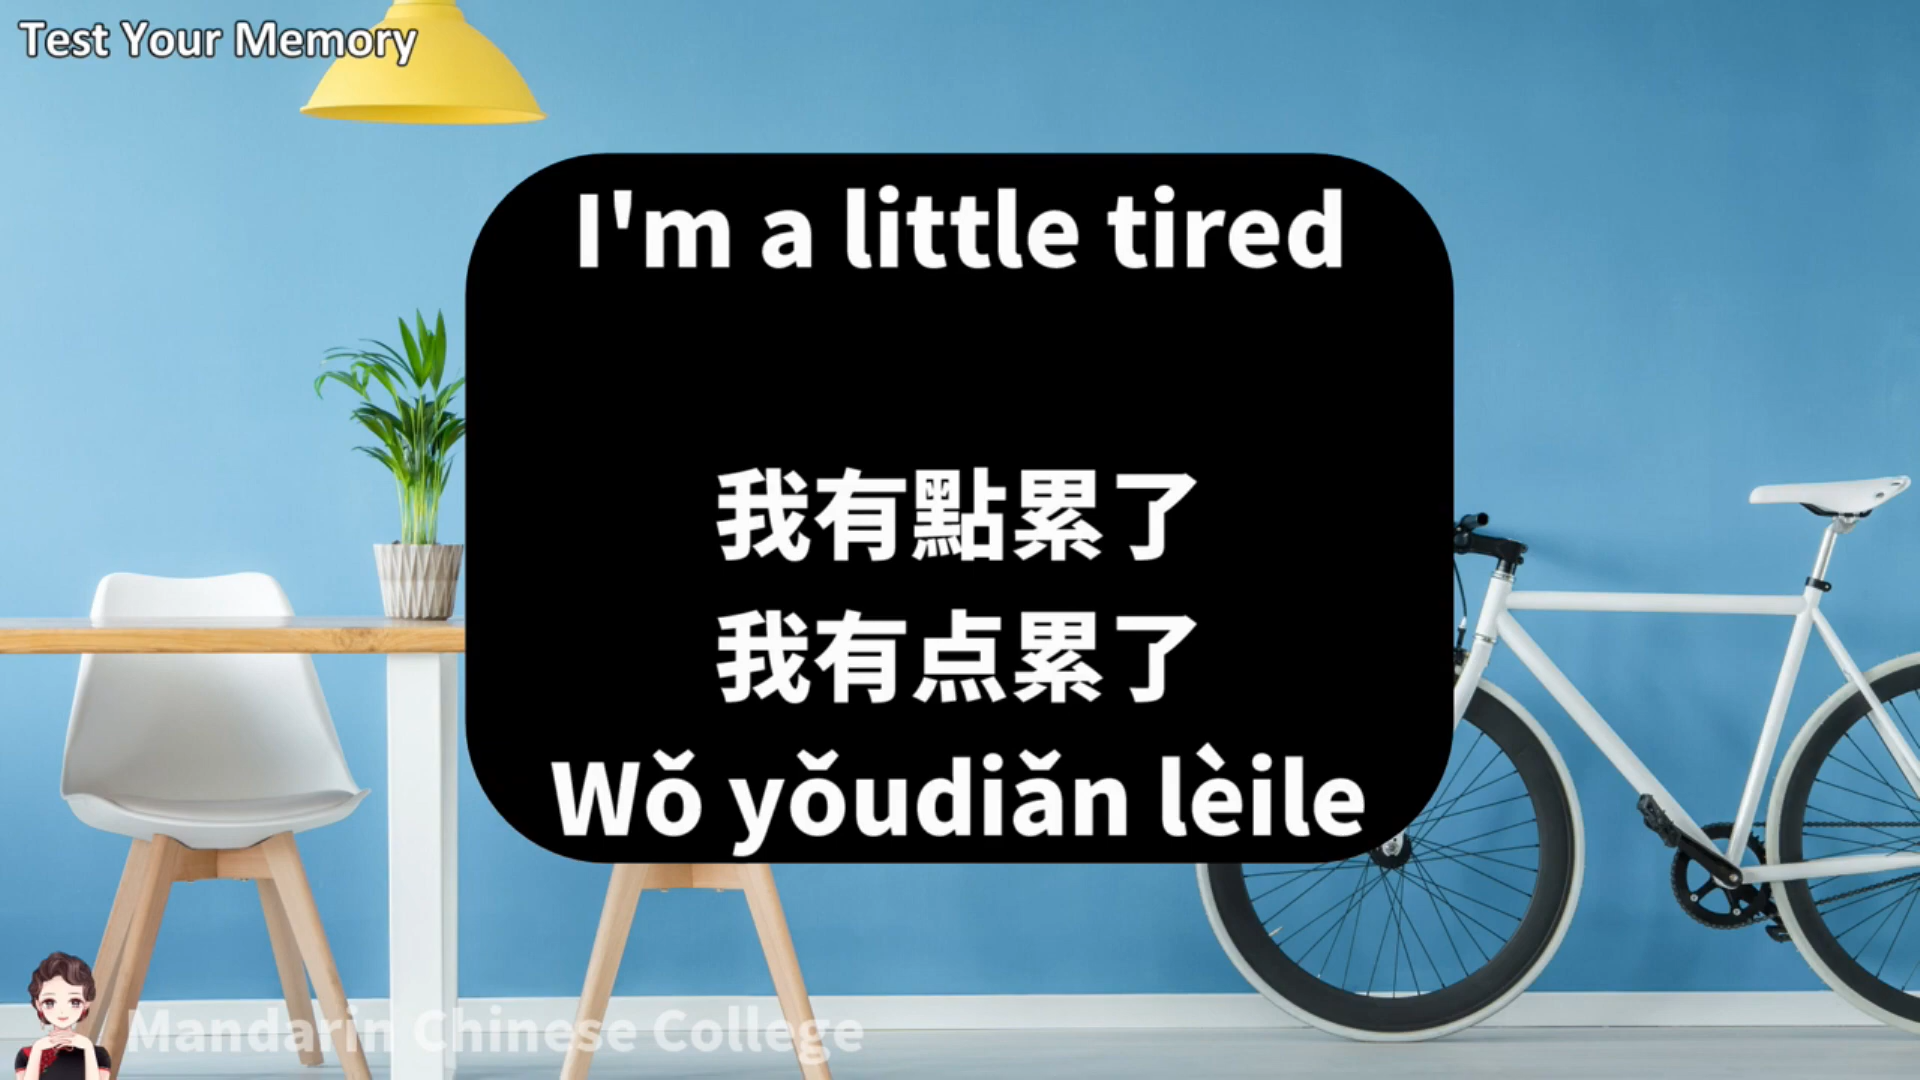 Test Your Memory
I'm a little tired
我有點累了
我有点累了
Wǒ yǒudiǎn lèile
Mandarin Chinese College